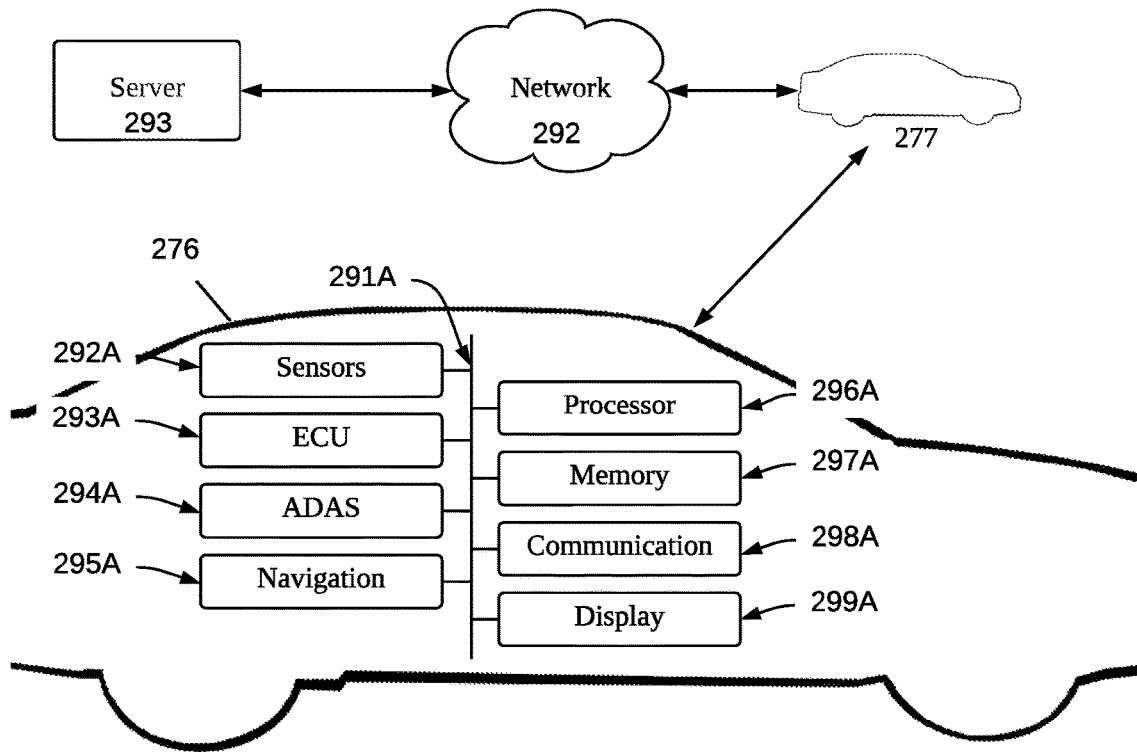 Server
293
Network
292
277
276
291A
292A
Sensors
293A
ECU
294A
ADAS
295A
Navigation
Processor
296A
Memory
297A
Communication
298A
Display
299A